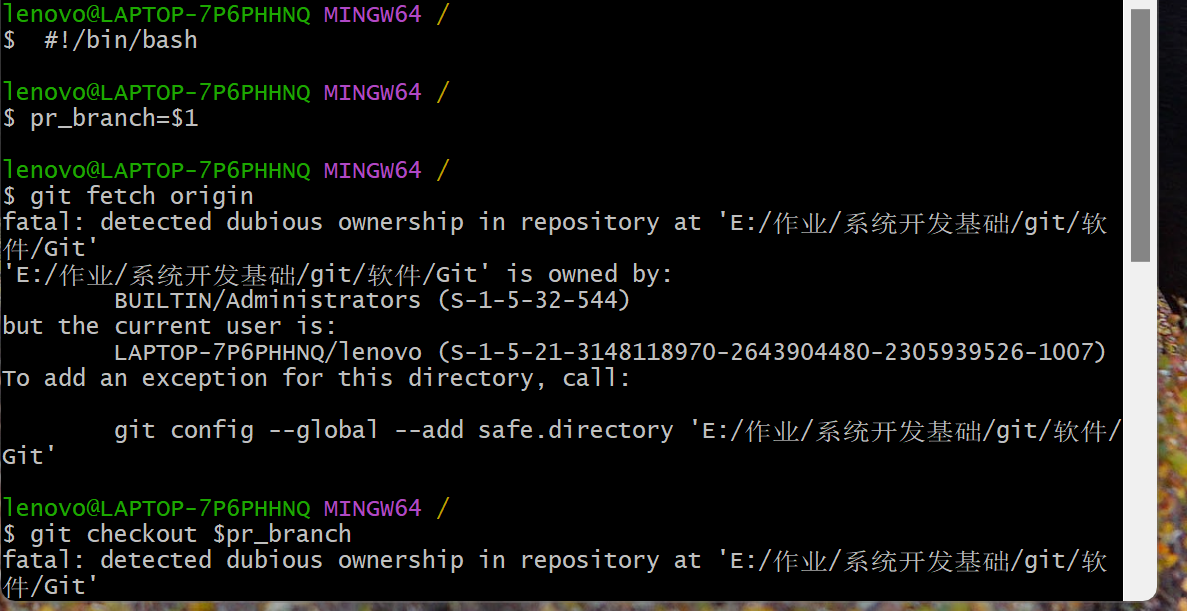 lenovo@LAPTOP-7P6PHHNQ MINGW64 /
$  #!/bin/bash
lenovo@LAPTOP-7P6PHHNQ MINGW64 /
$ pr_branch=$1
lenovo@LAPTOP-7P6PHHNQ MINGW64 /
$ git fetch origin
fatal: detected dubious ownership in repository at 'E:/作业/系统开发基础/git/软
件/Git'
'E:/作业/系统开发基础/git/软件/Git' is owned by:
        BUILTIN/Administrators (S-1-5-32-544)
but the current user is:
        LAPTOP-7P6PHHNQ/lenovo (S-1-5-21-3148118970-2643904480-2305939526-1007)
To add an exception for this directory, call:
        git config --global --add safe.directory 'E:/作业/系统开发基础/git/软件/
Git'
lenovo@LAPTOP-7P6PHHNQ MINGW64 /
$ git checkout $pr_branch
fatal: detected dubious ownership in repository at 'E:/作业/系统开发基础/git/软
件/Git'